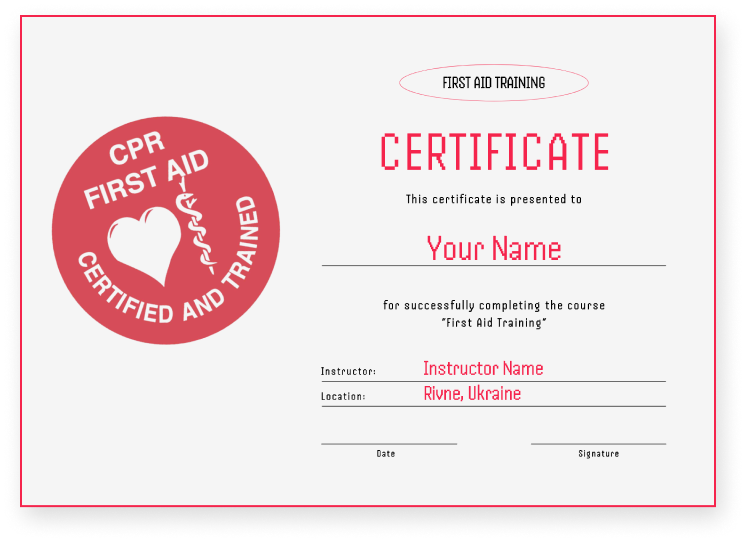 FIRST AID TRAINING
CERTIFICATE
This certificate is presented to
Your Name
for successfully completing the course
"First Aid Training"
Instructor: Instructor Name
Location: Rivne, Ukraine
Date Signature
CPR
FIRST AID
CERTIFIED AND TRAINED